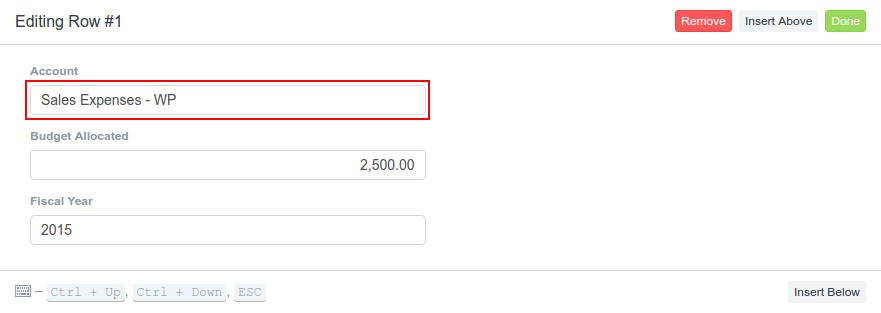 Editing Row #1 Remove Insert Above Done
Account
Sales Expenses - WP
Budget Allocated
2,500.00
Fiscal Year
2015
– Ctrl + Up, Ctrl + Down, ESC Insert Below